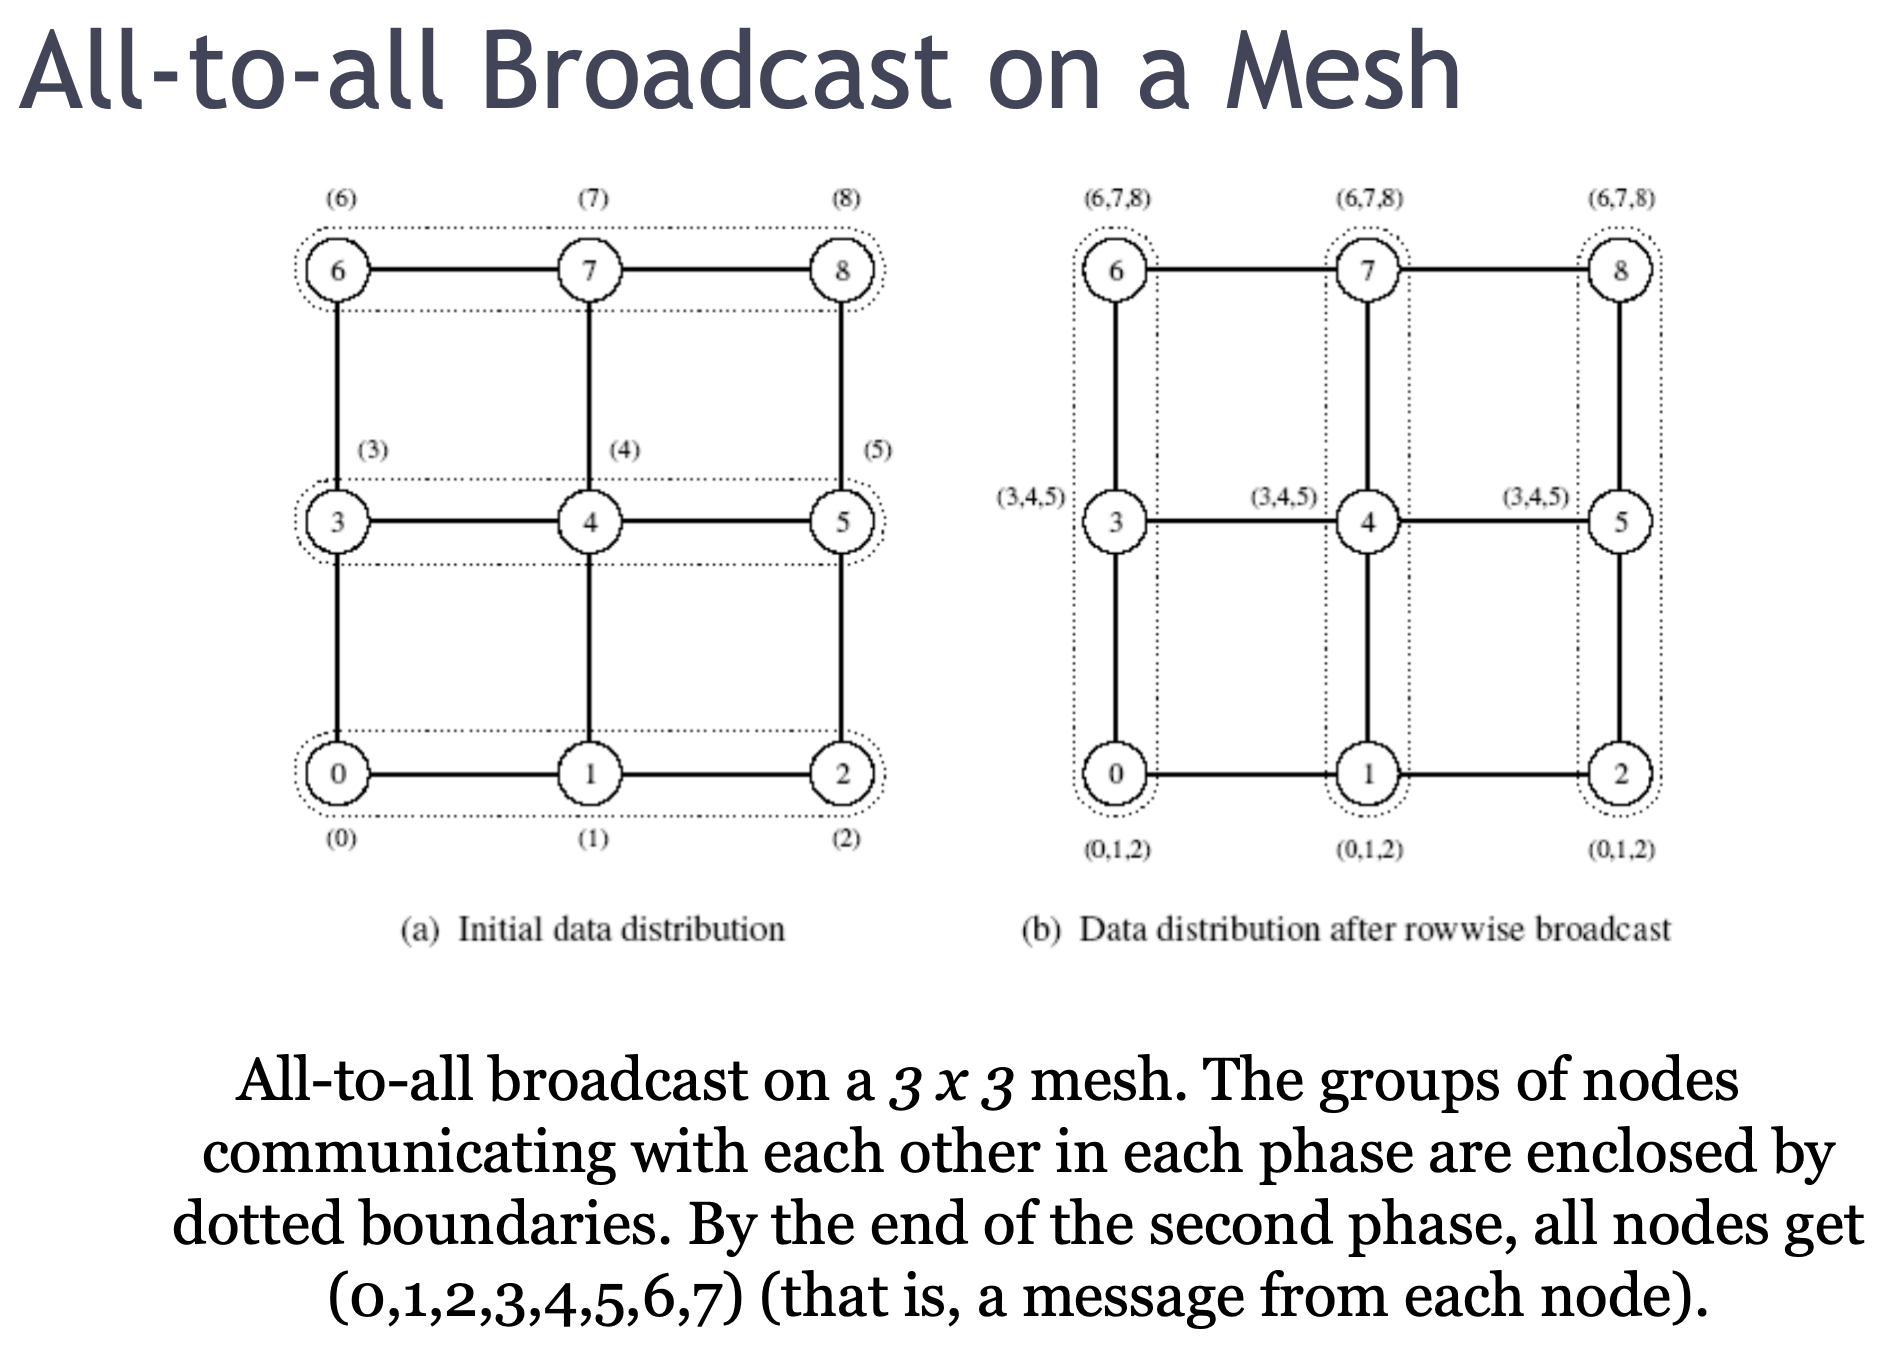 All-to-all Broadcast on a Mesh
(6) (7) (8) (6,7,8) (6,7,8) (6,7,8)
6 7 8 6 7 8
(3) (4) (5)
(3,4,5) (3,4,5) (3,4,5)
3 4 5 3 4 5
0 1 2 0 1 2
(0) (1) (2) (0,1,2) (0,1,2) (0,1,2)
(a) Initial data distribution (b) Data distribution after rowwise broadcast
All-to-all broadcast on a 3 x 3 mesh. The groups of nodes
communicating with each other in each phase are enclosed by
dotted boundaries. By the end of the second phase, all nodes get
(0,1,2,3,4,5,6,7) (that is, a message from each node).